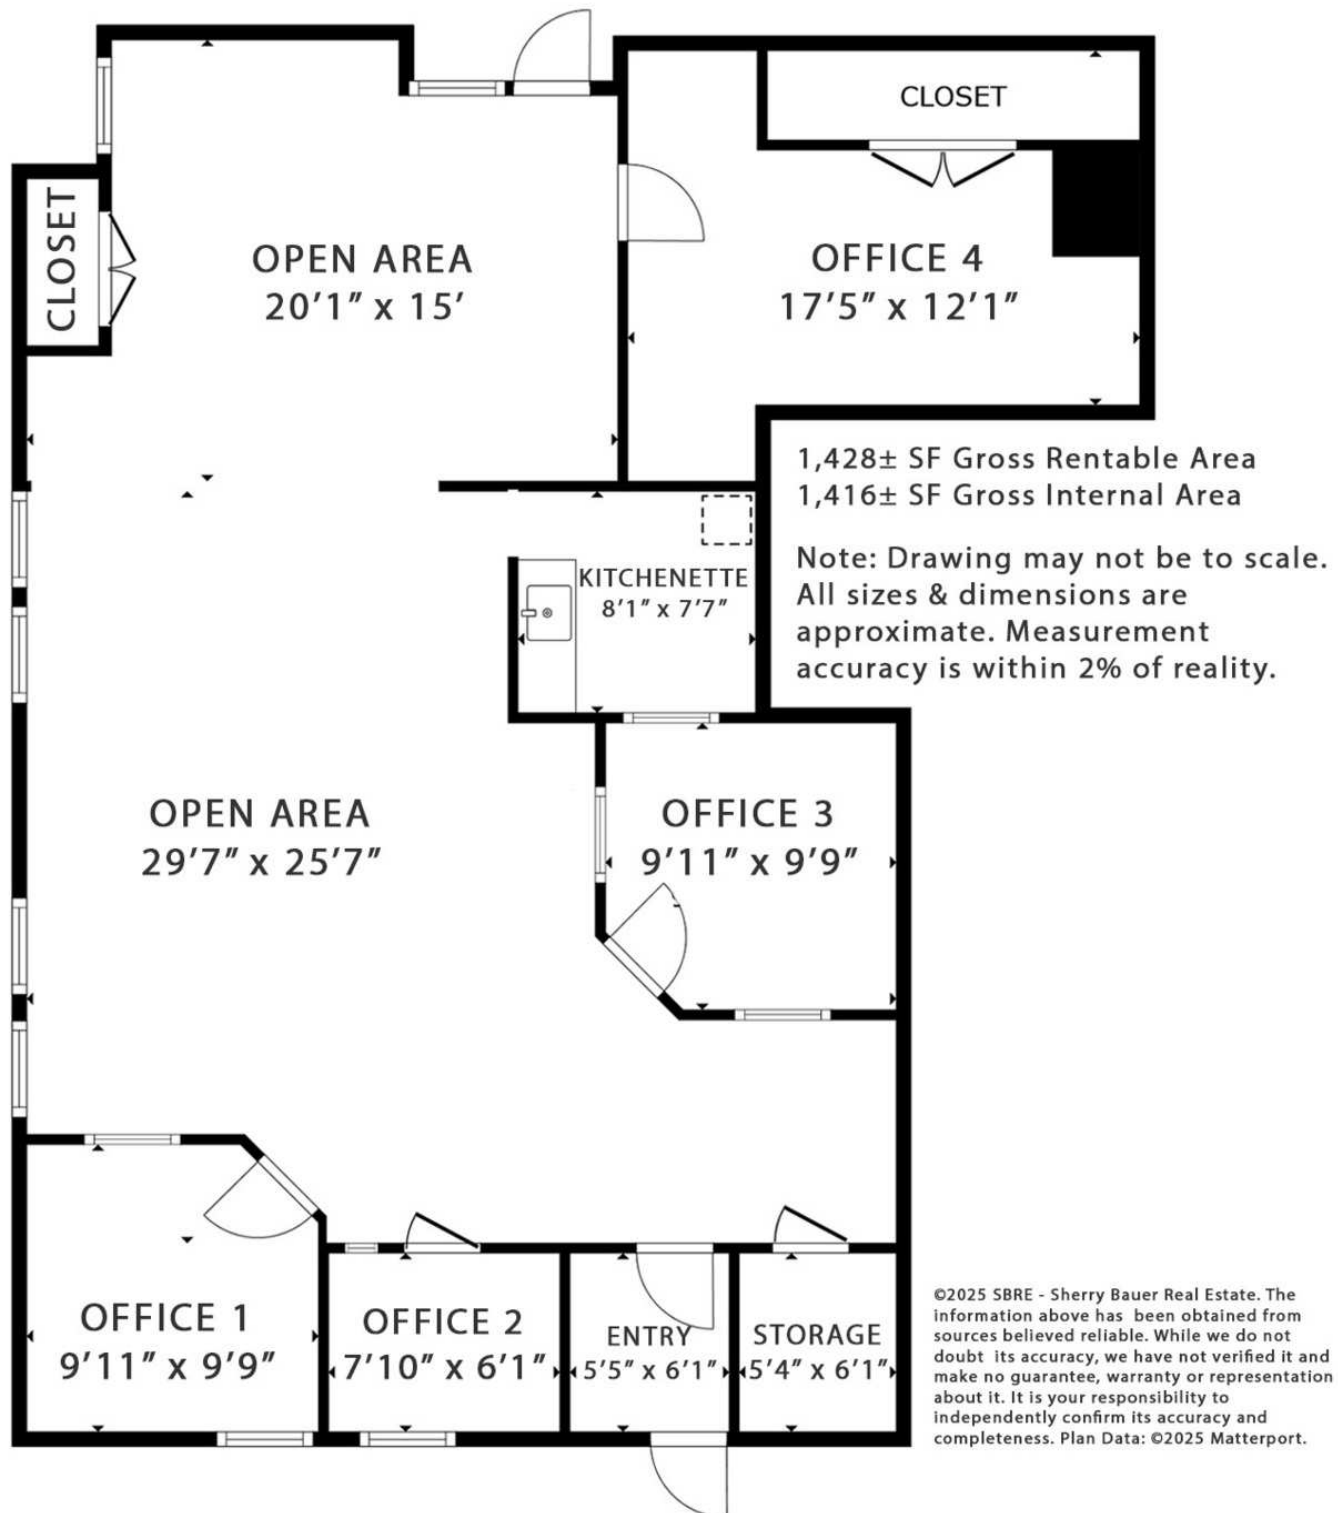 CLOSET
CLOSET
OPEN AREA
20′1″ x 15′
OFFICE 4
17′5″ x 12′1″
1,428± SF Gross Rentable Area
1,416± SF Gross Internal Area
Note: Drawing may not be to scale.
All sizes & dimensions are
approximate. Measurement
accuracy is within 2% of reality.
KITCHENETTE
8′1″ x 7′7″
OPEN AREA
29′7″ x 25′7″
OFFICE 3
9′11″ x 9′9″
OFFICE 1
9′11″ x 9′9″
OFFICE 2
7′10″ x 6′1″
ENTRY
5′5″ x 6′1″
STORAGE
5′4″ x 6′1″
©2025 SBRE - Sherry Bauer Real Estate. The
information above has been obtained from
sources believed reliable. While we do not
doubt its accuracy, we have not verified it and
make no guarantee, warranty or representation
about it. It is your responsibility to
independently confirm its accuracy and
completeness. Plan Data: ©2025 Matterport.